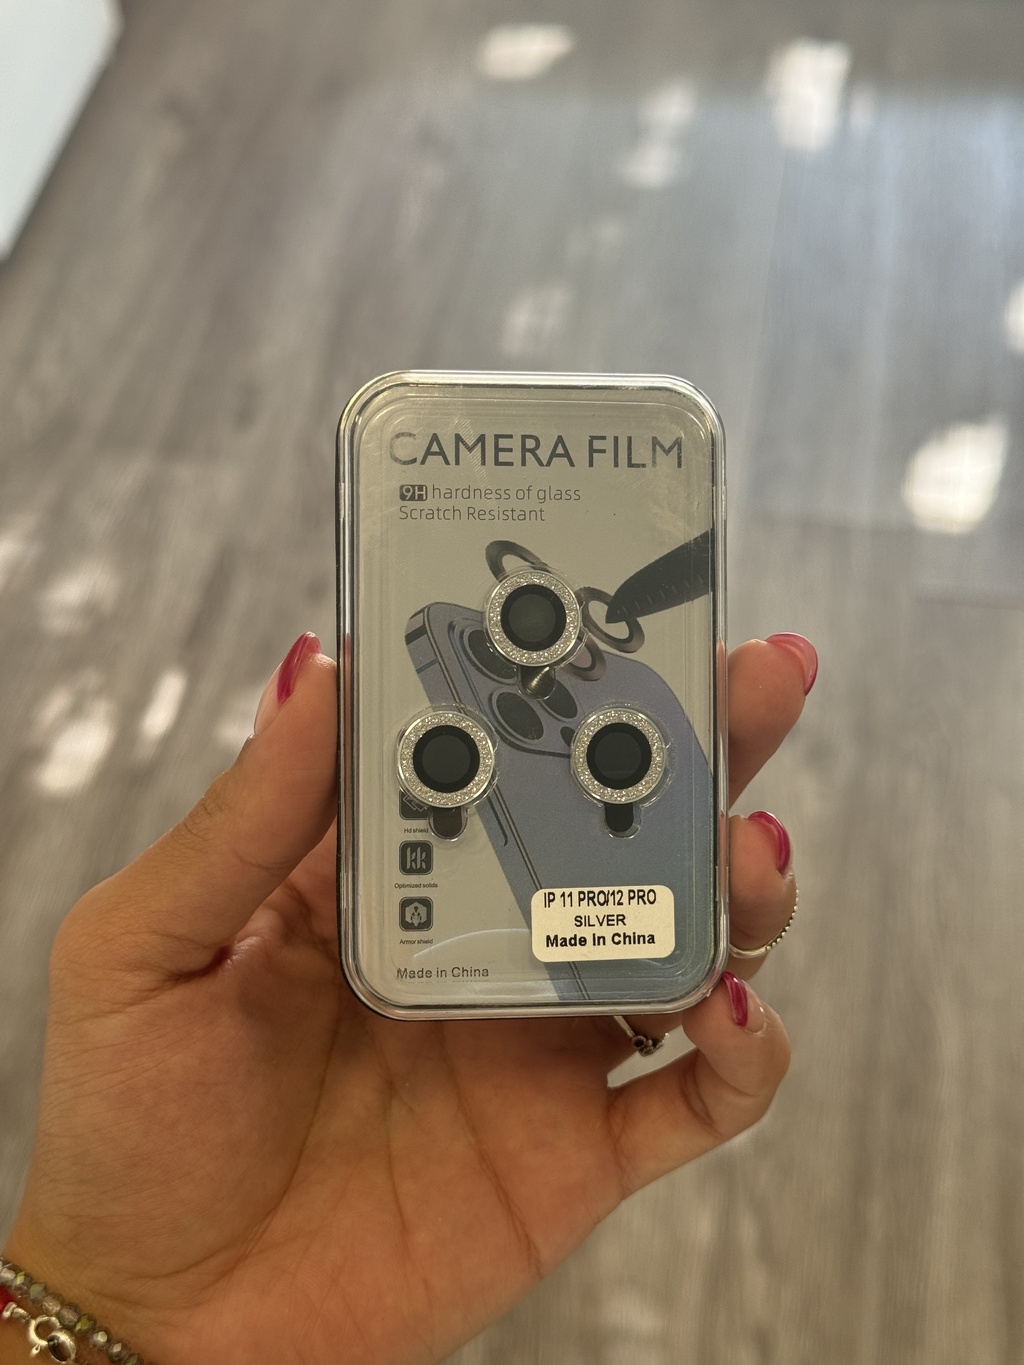 CAMERA FILM
9H hardness of glass
Scratch Resistant
Hd shield
Optimized solids
Armor shield
IP 11 PRO/12 PRO
SILVER
Made In China
Made in China